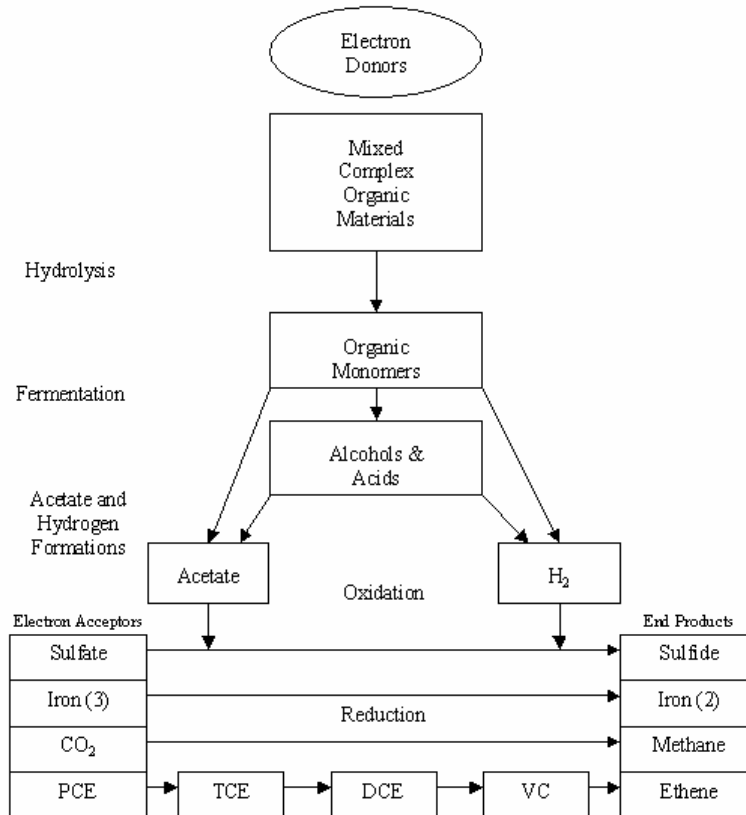 Electron
Donors
Mixed
Complex
Organic
Materials
Hydrolysis
Organic
Monomers
Fermentation
Alcohols &
Acids
Acetate and
Hydrogen
Formations
Acetate
H₂
Oxidation
Electron Acceptors
End Products
Sulfate
Sulfide
Iron (3)
Iron (2)
Reduction
CO₂
Methane
PCE
TCE
DCE
VC
Ethene